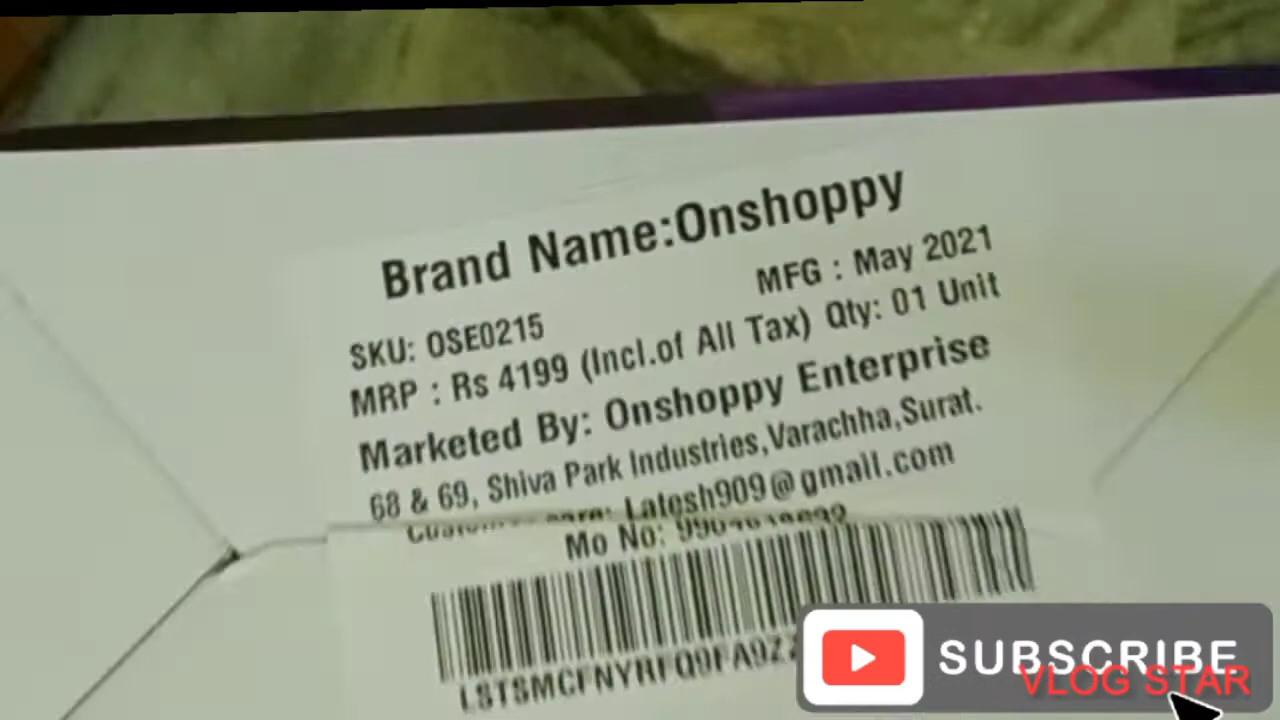 Brand Name:Onshoppy
MFG : May 2021
SKU: OSE0215
MRP : Rs 4199 (Incl.of All Tax) Qty: 01 Unit
Marketed By: Onshoppy Enterprise
68 & 69, Shiva Park Industries,Varachha,Surat.
Latesh909@gmail.com
Mo No:
SUBSCRIBE
VLOG STAR